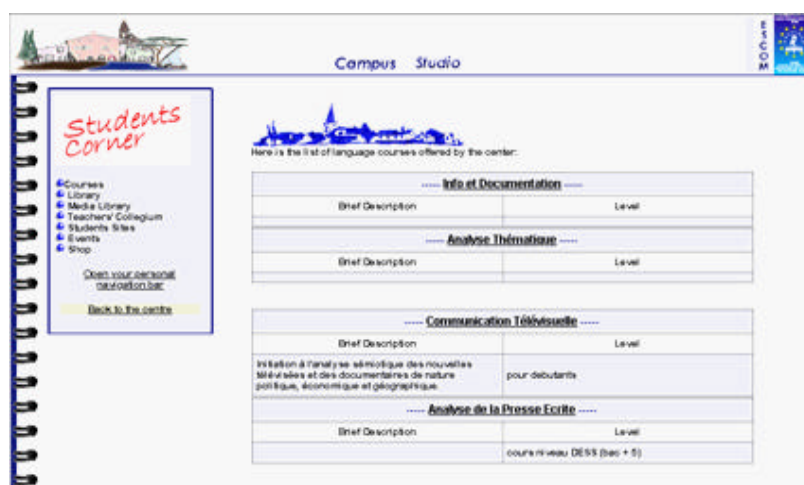 Campus Studio
ESCOM
Students
Corner
Courses
Library
Media Library
Teachers' Collegium
Students Sites
Events
Shop
Open your personal
navigation bar
Back to the centre
Here is the list of language courses offered by the center:
----- Info et Documentation -----
Brief Description Level
----- Analyse Thématique -----
Brief Description Level
----- Communication Télévisuelle -----
Brief Description Level
Initiation à l'analyse sémiotique des nouvelles
télévisées et des documentaires de nature
politique, économique et géographique.
pour debutants
----- Analyse de la Presse Ecrite -----
Brief Description Level
cours niveau DESS (bac + 5)